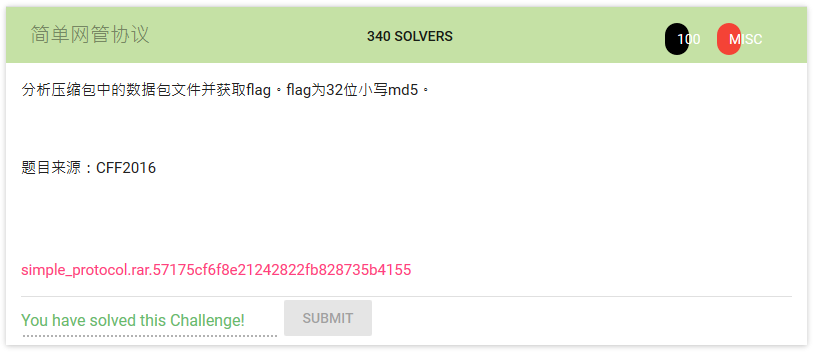 简单网管协议
340 SOLVERS
100
MISC
分析压缩包中的数据包文件并获取flag。flag为32位小写md5。
题目来源：CFF2016
simple_protocol.rar.57175cf6f8e21242822fb828735b4155
You have solved this Challenge!
SUBMIT